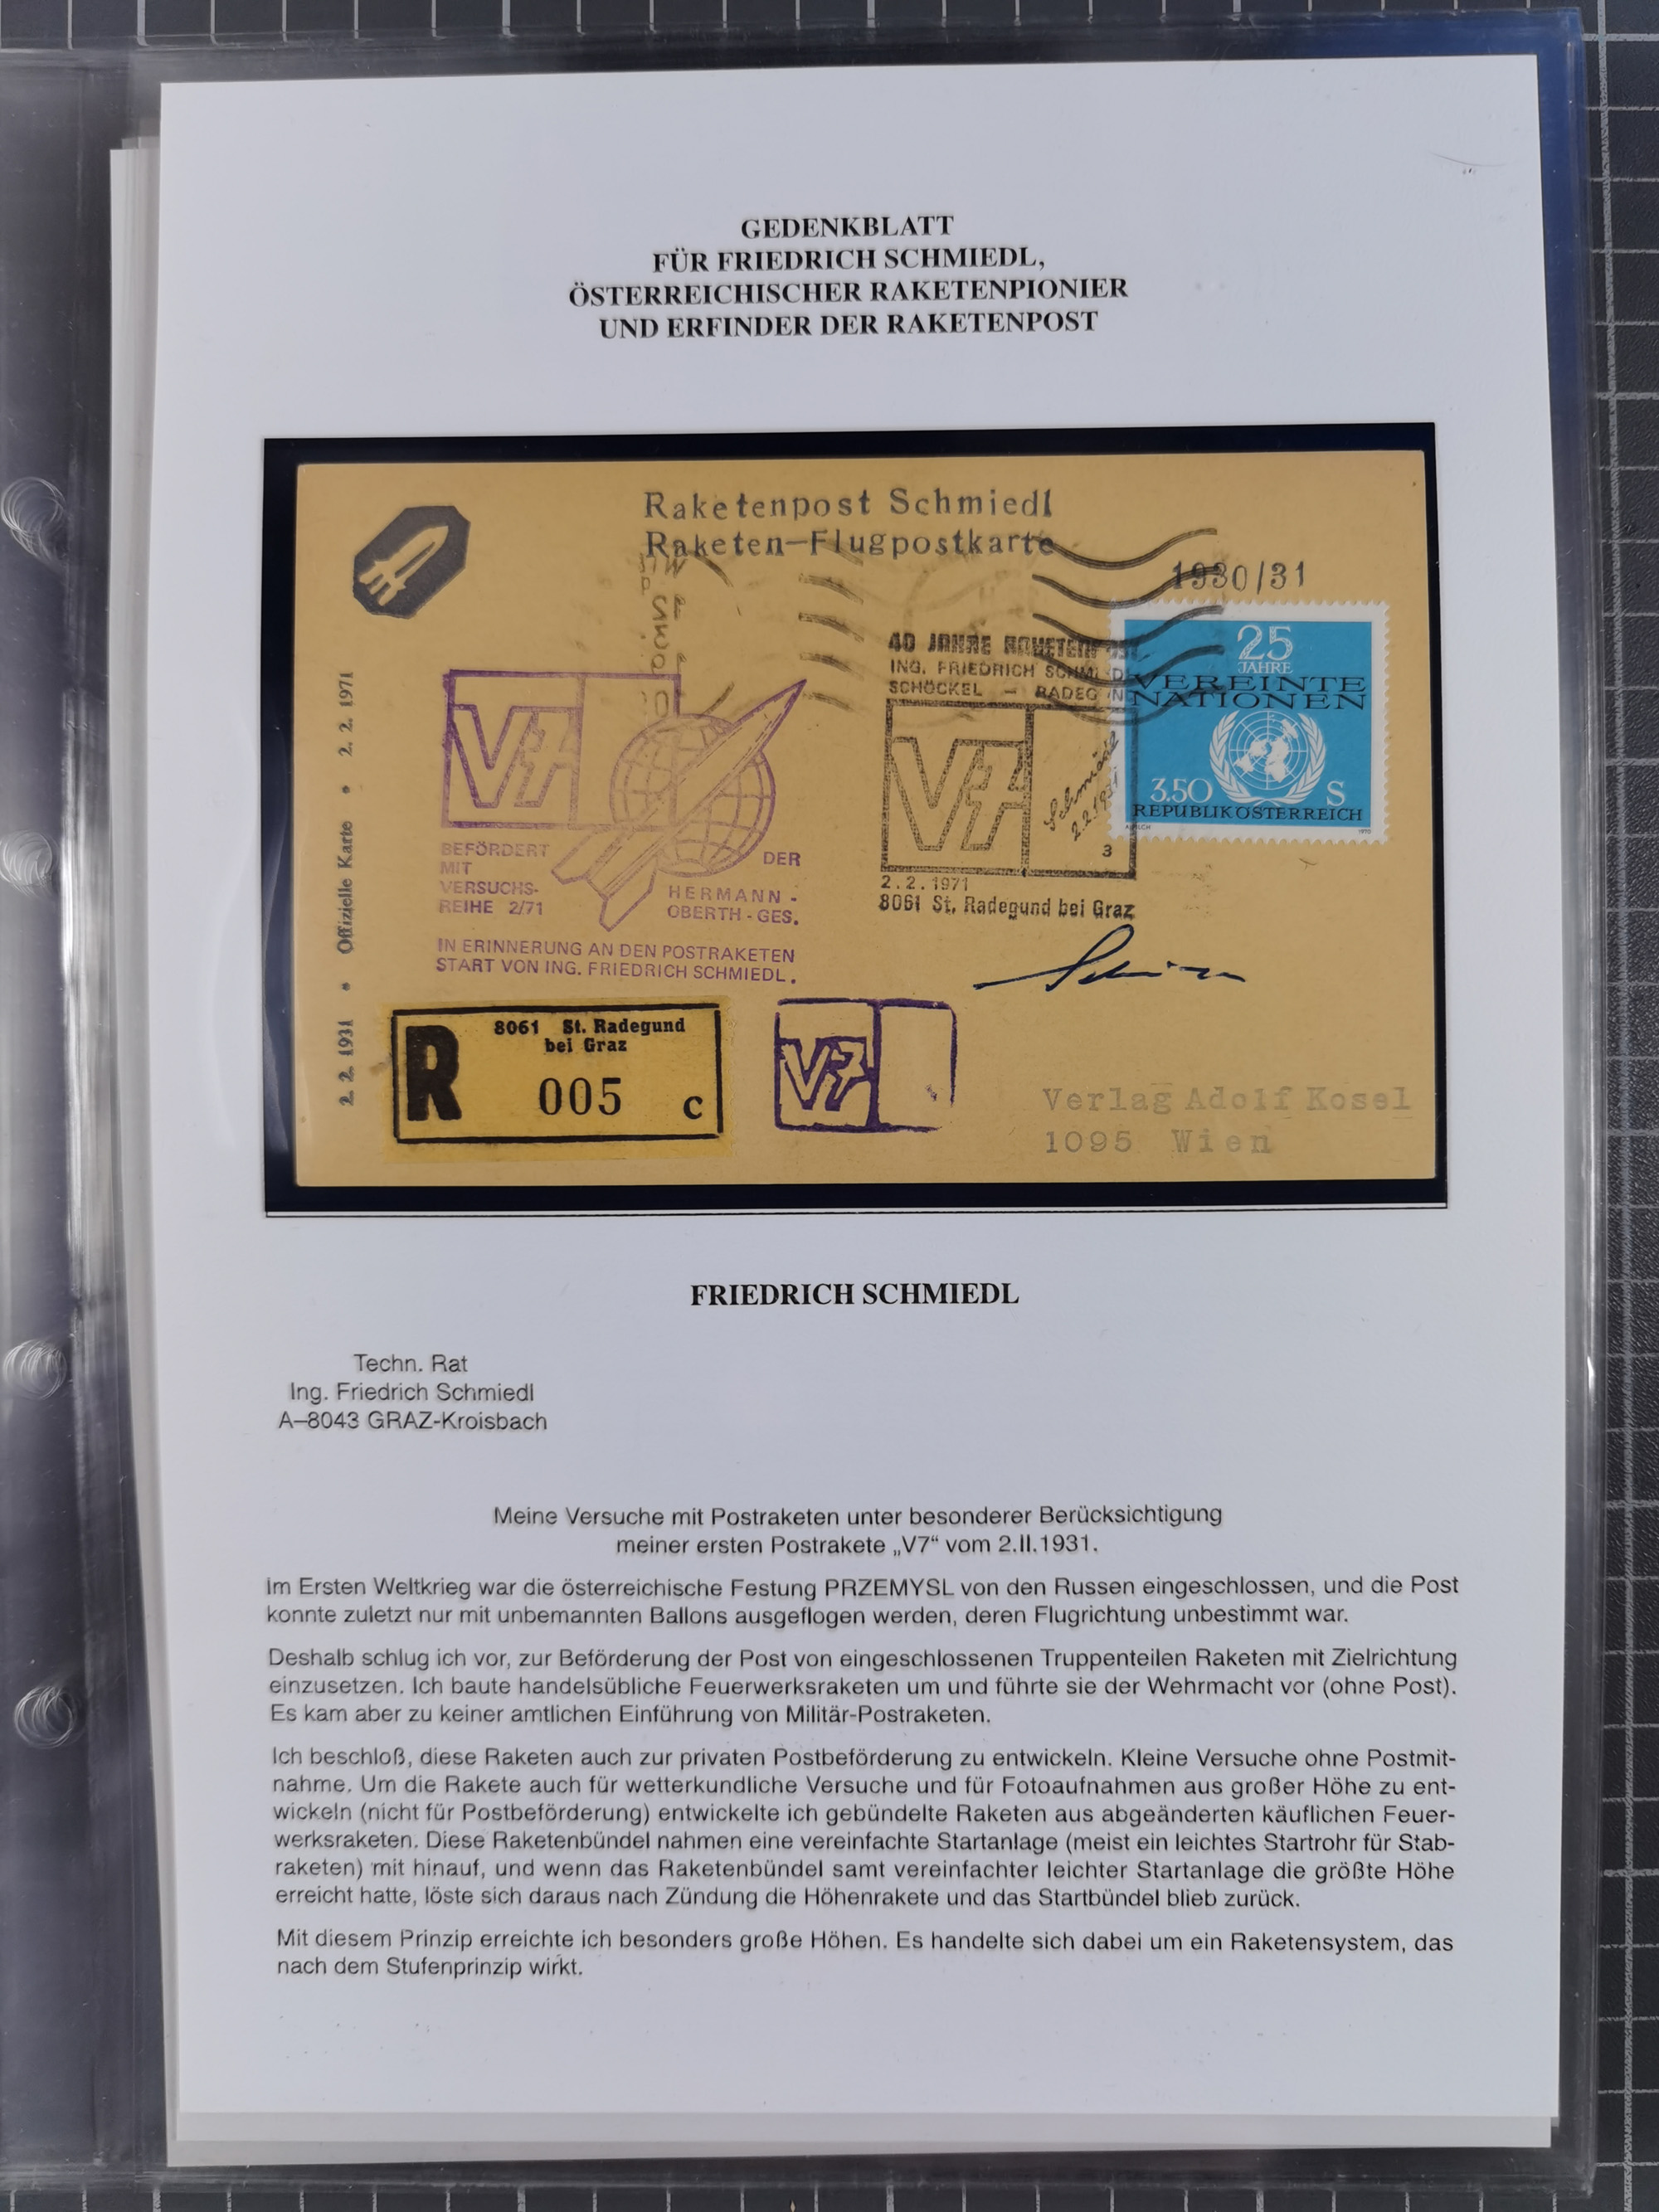 GEDENKBLATT
FÜR FRIEDRICH SCHMIEDL,
ÖSTERREICHISCHER RAKETENPIONIER
UND ERFINDER DER RAKETENPOST
Raketenpost Schmiedl
Raketen-Flugpostkarte
1930/31
2. 2. 1931 • Offizielle Karte • 2. 2. 1971
40 JAHRE RAKETENPOST
ING. FRIEDRICH SCHMIEDL
SCHÖCKEL - RADEGUND
V7
Schmiedl
2.2.1931
3
2.2.1971
8061 St. Radegund bei Graz
25
JAHRE
VEREINTE
NATIONEN
3.50 S
REPUBLIK ÖSTERREICH
1970
V7
BEFÖRDERT
MIT
VERSUCHS-
REIHE 2/71
DER
HERMANN-
OBERTH-GES.
IN ERINNERUNG AN DEN POSTRAKETEN
START VON ING. FRIEDRICH SCHMIEDL.
R
8061 St. Radegund
bei Graz
005 c
V7
Verlag Adolf Kosel
1095 Wien
FRIEDRICH SCHMIEDL
Techn. Rat
Ing. Friedrich Schmiedl
A–8043 GRAZ-Kroisbach
Meine Versuche mit Postraketen unter besonderer Berücksichtigung
meiner ersten Postrakete „V7“ vom 2.II.1931.
Im Ersten Weltkrieg war die österreichische Festung PRZEMYSL von den Russen eingeschlossen, und die Post
konnte zuletzt nur mit unbemannten Ballons ausgeflogen werden, deren Flugrichtung unbestimmt war.
Deshalb schlug ich vor, zur Beförderung der Post von eingeschlossenen Truppenteilen Raketen mit Zielrichtung
einzusetzen. Ich baute handelsübliche Feuerwerksraketen um und führte sie der Wehrmacht vor (ohne Post).
Es kam aber zu keiner amtlichen Einführung von Militär-Postraketen.
Ich beschloß, diese Raketen auch zur privaten Postbeförderung zu entwickeln. Kleine Versuche ohne Postmit-
nahme. Um die Rakete auch für wetterkundliche Versuche und für Fotoaufnahmen aus großer Höhe zu ent-
wickeln (nicht für Postbeförderung) entwickelte ich gebündelte Raketen aus abgeänderten käuflichen Feuer-
werksraketen. Diese Raketenbündel nahmen eine vereinfachte Startanlage (meist ein leichtes Startrohr für Stab-
raketen) mit hinauf, und wenn das Raketenbündel samt vereinfachter leichter Startanlage die größte Höhe
erreicht hatte, löste sich daraus nach Zündung die Höhenrakete und das Startbündel blieb zurück.
Mit diesem Prinzip erreichte ich besonders große Höhen. Es handelte sich dabei um ein Raketensystem, das
nach dem Stufenprinzip wirkt.